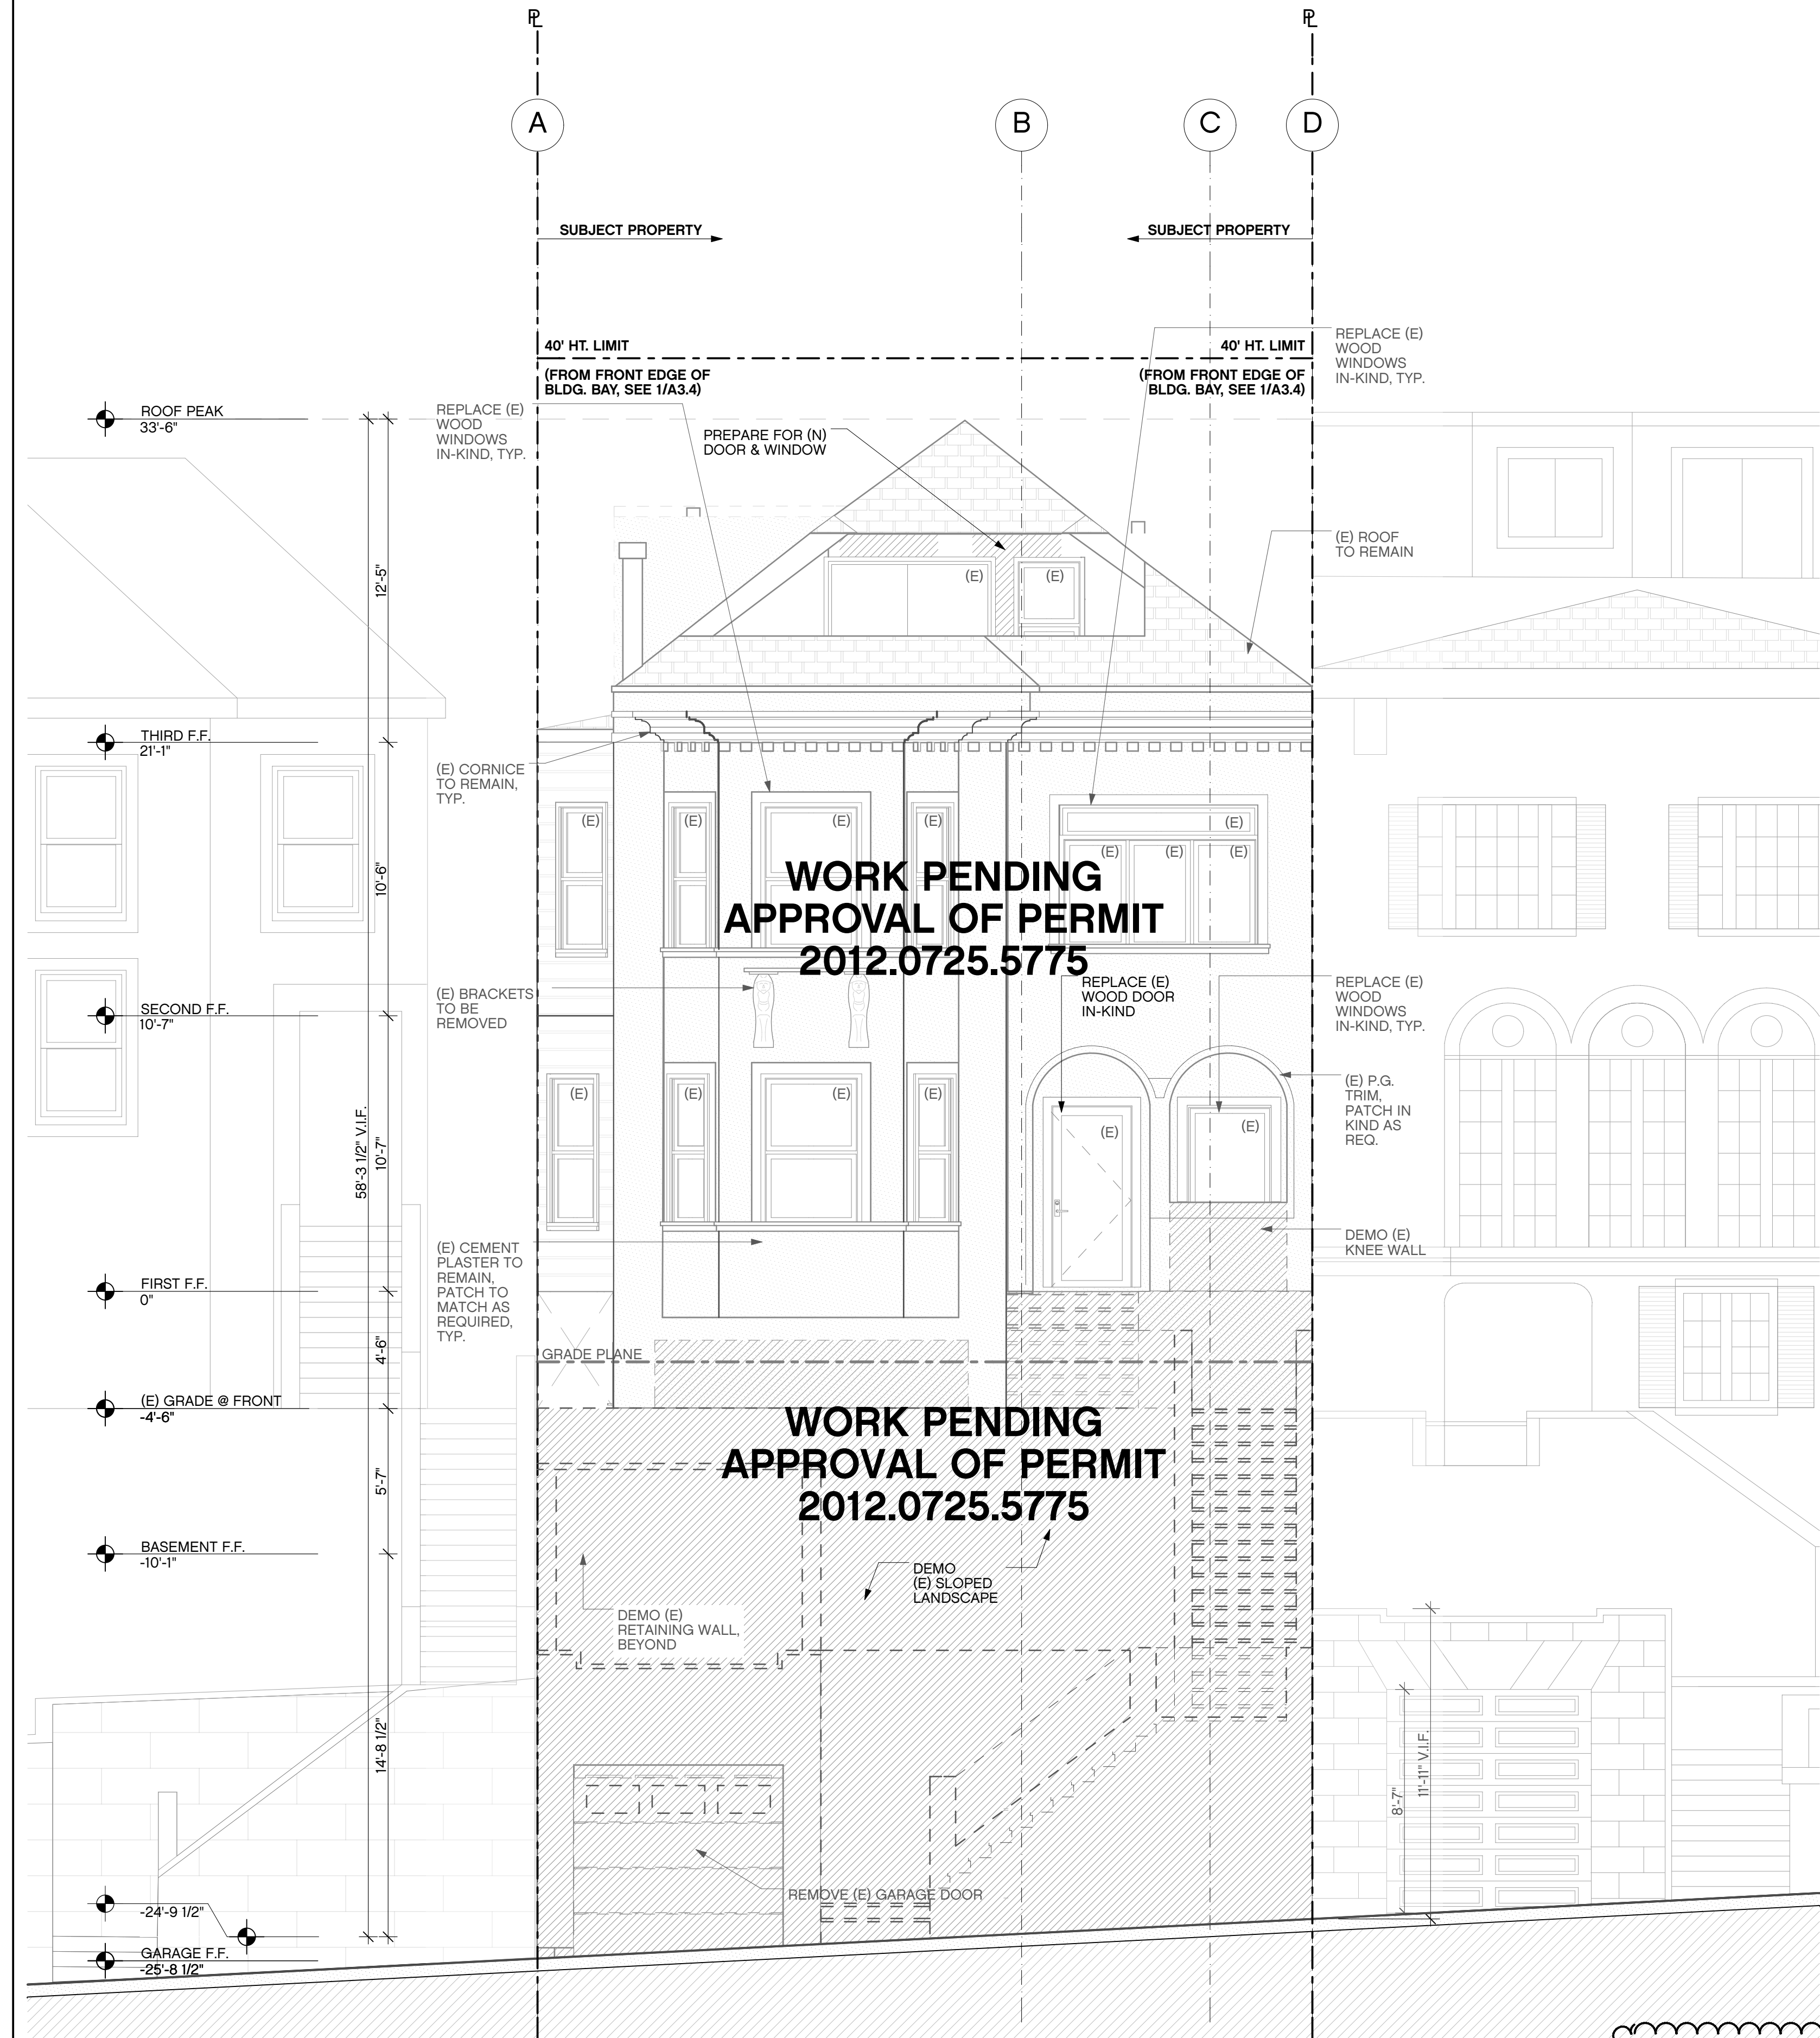 PL
PL
A
B
C
D
SUBJECT PROPERTY
SUBJECT PROPERTY
40' HT. LIMIT
40' HT. LIMIT
(FROM FRONT EDGE OF
BLDG. BAY, SEE 1/A3.4)
(FROM FRONT EDGE OF
BLDG. BAY, SEE 1/A3.4)
REPLACE (E)
WOOD
WINDOWS
IN-KIND, TYP.
ROOF PEAK
33'-6"
REPLACE (E)
WOOD
WINDOWS
IN-KIND, TYP.
PREPARE FOR (N)
DOOR & WINDOW
(E) ROOF
TO REMAIN
12'-5"
(E)
(E)
THIRD F.F.
21'-1"
(E) CORNICE
TO REMAIN,
TYP.
(E)
(E)
(E)
(E)
(E)
(E)
(E)
(E)
10'-6"
WORK PENDING
APPROVAL OF PERMIT
2012.0725.5775
SECOND F.F.
10'-7"
(E) BRACKETS
TO BE
REMOVED
REPLACE (E)
WOOD DOOR
IN-KIND
REPLACE (E)
WOOD
WINDOWS
IN-KIND, TYP.
(E)
(E)
(E)
(E)
(E)
(E)
(E) P.G.
TRIM,
PATCH IN
KIND AS
REQ.
58'-3 1/2" V.I.F.
10'-7"
DEMO (E)
KNEE WALL
(E) CEMENT
PLASTER TO
REMAIN,
PATCH TO
MATCH AS
REQUIRED,
TYP.
FIRST F.F.
0"
4'-6"
GRADE PLANE
(E) GRADE @ FRONT
-4'-6"
WORK PENDING
APPROVAL OF PERMIT
2012.0725.5775
5'-7"
BASEMENT F.F.
-10'-1"
DEMO
(E) SLOPED
LANDSCAPE
DEMO (E)
RETAINING WALL,
BEYOND
14'-8 1/2"
8'-7"
11'-11" V.I.F.
REMOVE (E) GARAGE DOOR
-24'-9 1/2"
GARAGE F.F.
-25'-8 1/2"